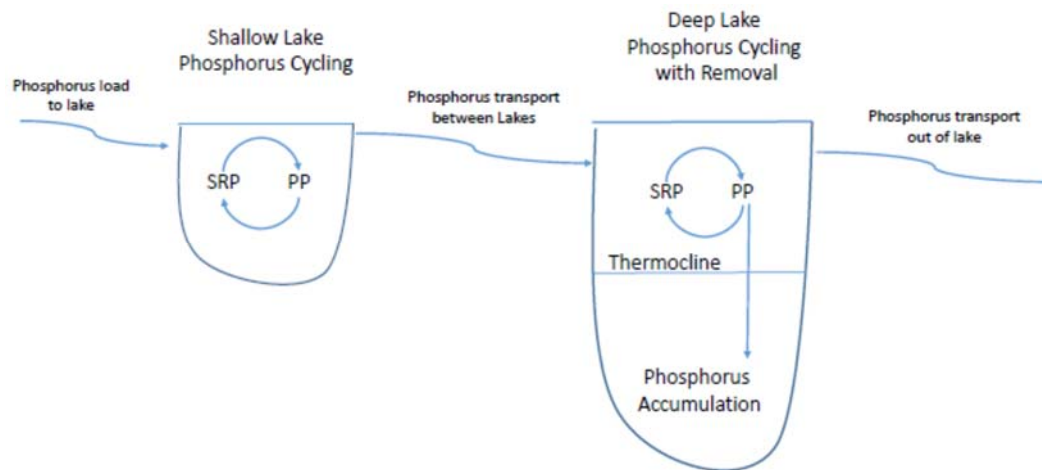 Shallow Lake
Phosphorus Cycling
Deep Lake
Phosphorus Cycling
with Removal
Phosphorus load
to lake
Phosphorus transport
between Lakes
Phosphorus transport
out of lake
SRP
PP
SRP
PP
Thermocline
Phosphorus
Accumulation